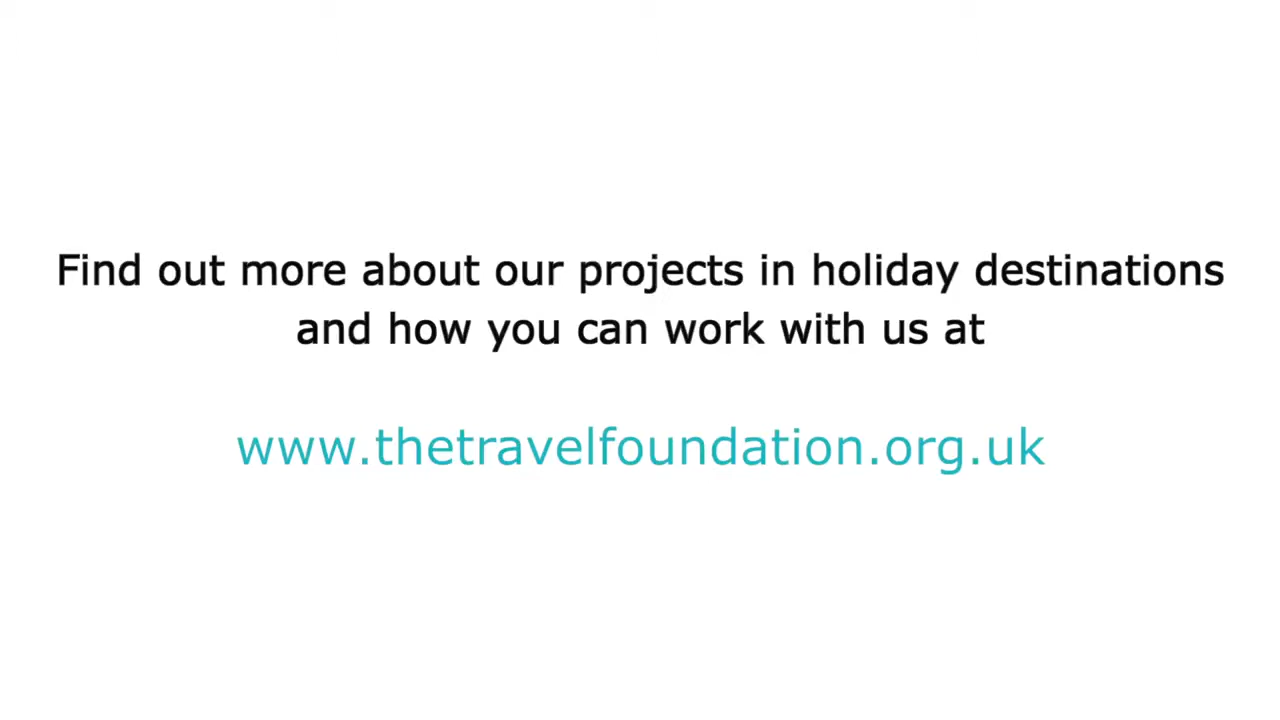 Find out more about our projects in holiday destinations
and how you can work with us at
www.thetravelfoundation.org.uk